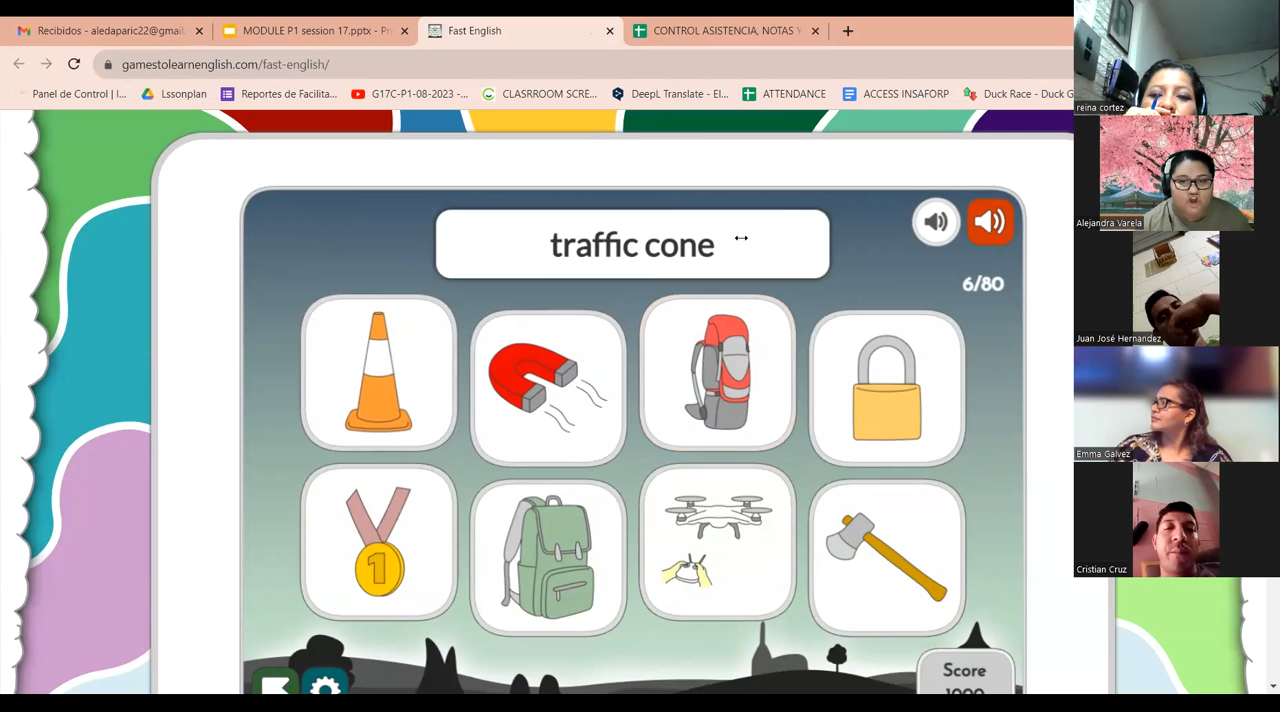 Recibidos - aledaparic22@gmail.
MODULE P1 session 17.pptx - Pr
Fast English
CONTROL ASISTENCIA, NOTAS Y
gamestolearnenglish.com/fast-english/
Panel de Control | I...
Lssonplan
Reportes de Facilita...
G17C-P1-08-2023 -...
CLASRROOM SCRE...
DeepL Translate - El...
ATTENDANCE
ACCESS INSAFORP
Duck Race - Duck G
traffic cone
6/80
1
Score
reina cortez
Alejandra Varela
Juan José Hernandez
Emma Galvez
Cristian Cruz